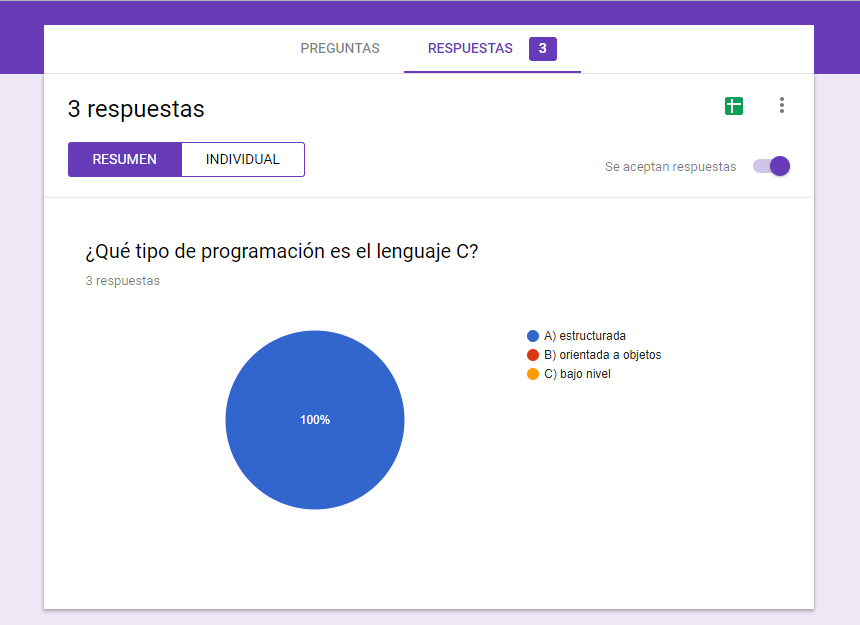 PREGUNTAS
RESPUESTAS 3
3 respuestas
RESUMEN INDIVIDUAL
Se aceptan respuestas
¿Qué tipo de programación es el lenguaje C?
3 respuestas
100%
A) estructurada
B) orientada a objetos
C) bajo nivel